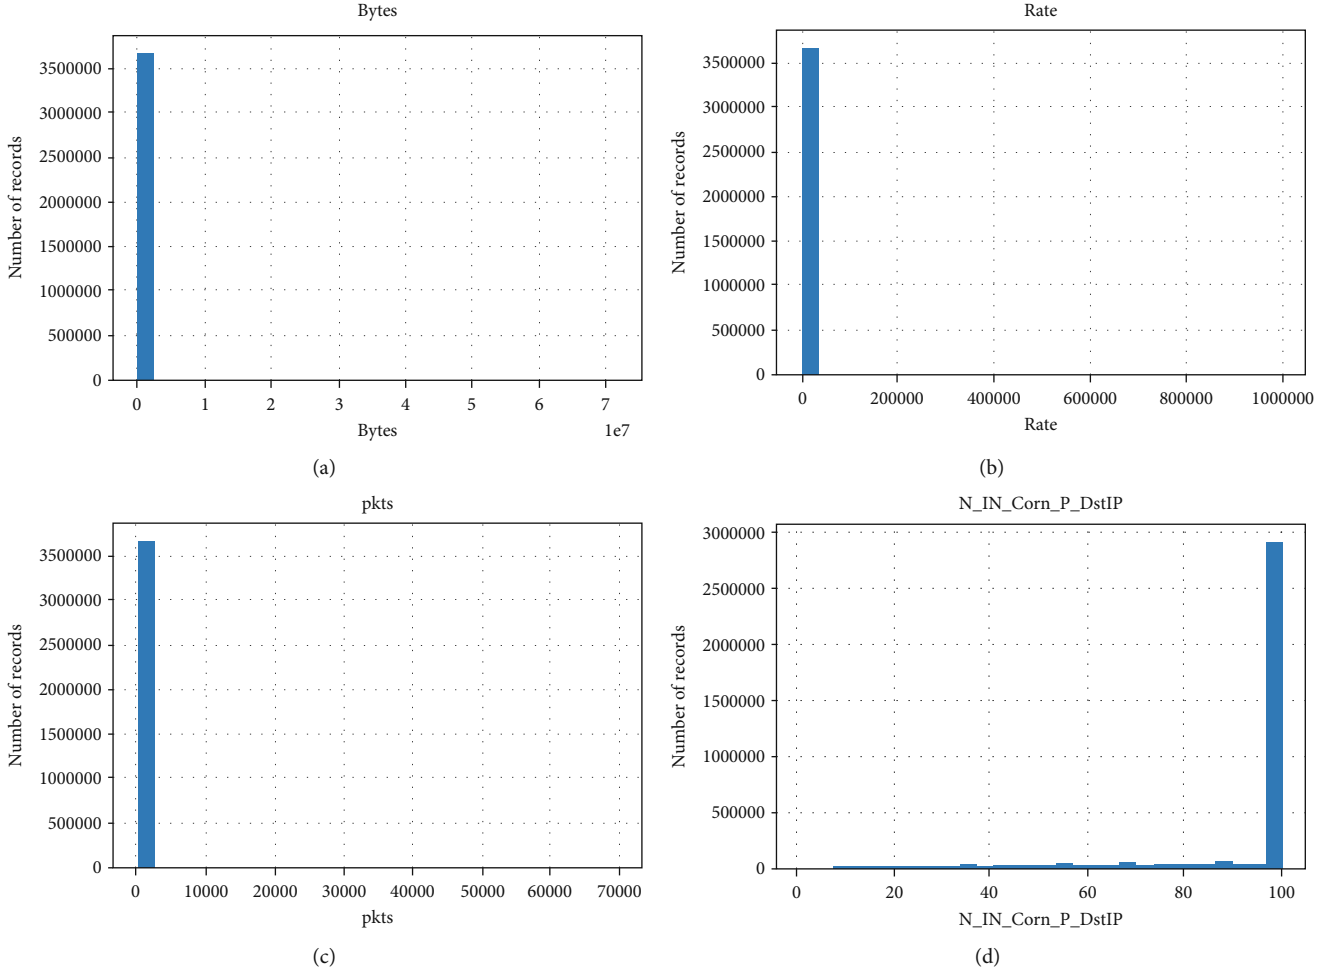 Bytes
Number of records
3500000
3000000
2500000
2000000
1500000
1000000
500000
0
0 1 2 3 4 5 6 7
Bytes 1e7
(a)
Rate
Number of records
3500000
3000000
2500000
2000000
1500000
1000000
500000
0
0 200000 400000 600000 800000 1000000
Rate
(b)
pkts
Number of records
3500000
3000000
2500000
2000000
1500000
1000000
500000
0
0 10000 20000 30000 40000 50000 60000 70000
pkts
(c)
N_IN_Corn_P_DstIP
Number of records
3000000
2500000
2000000
1500000
1000000
500000
0
0 20 40 60 80 100
N_IN_Corn_P_DstIP
(d)